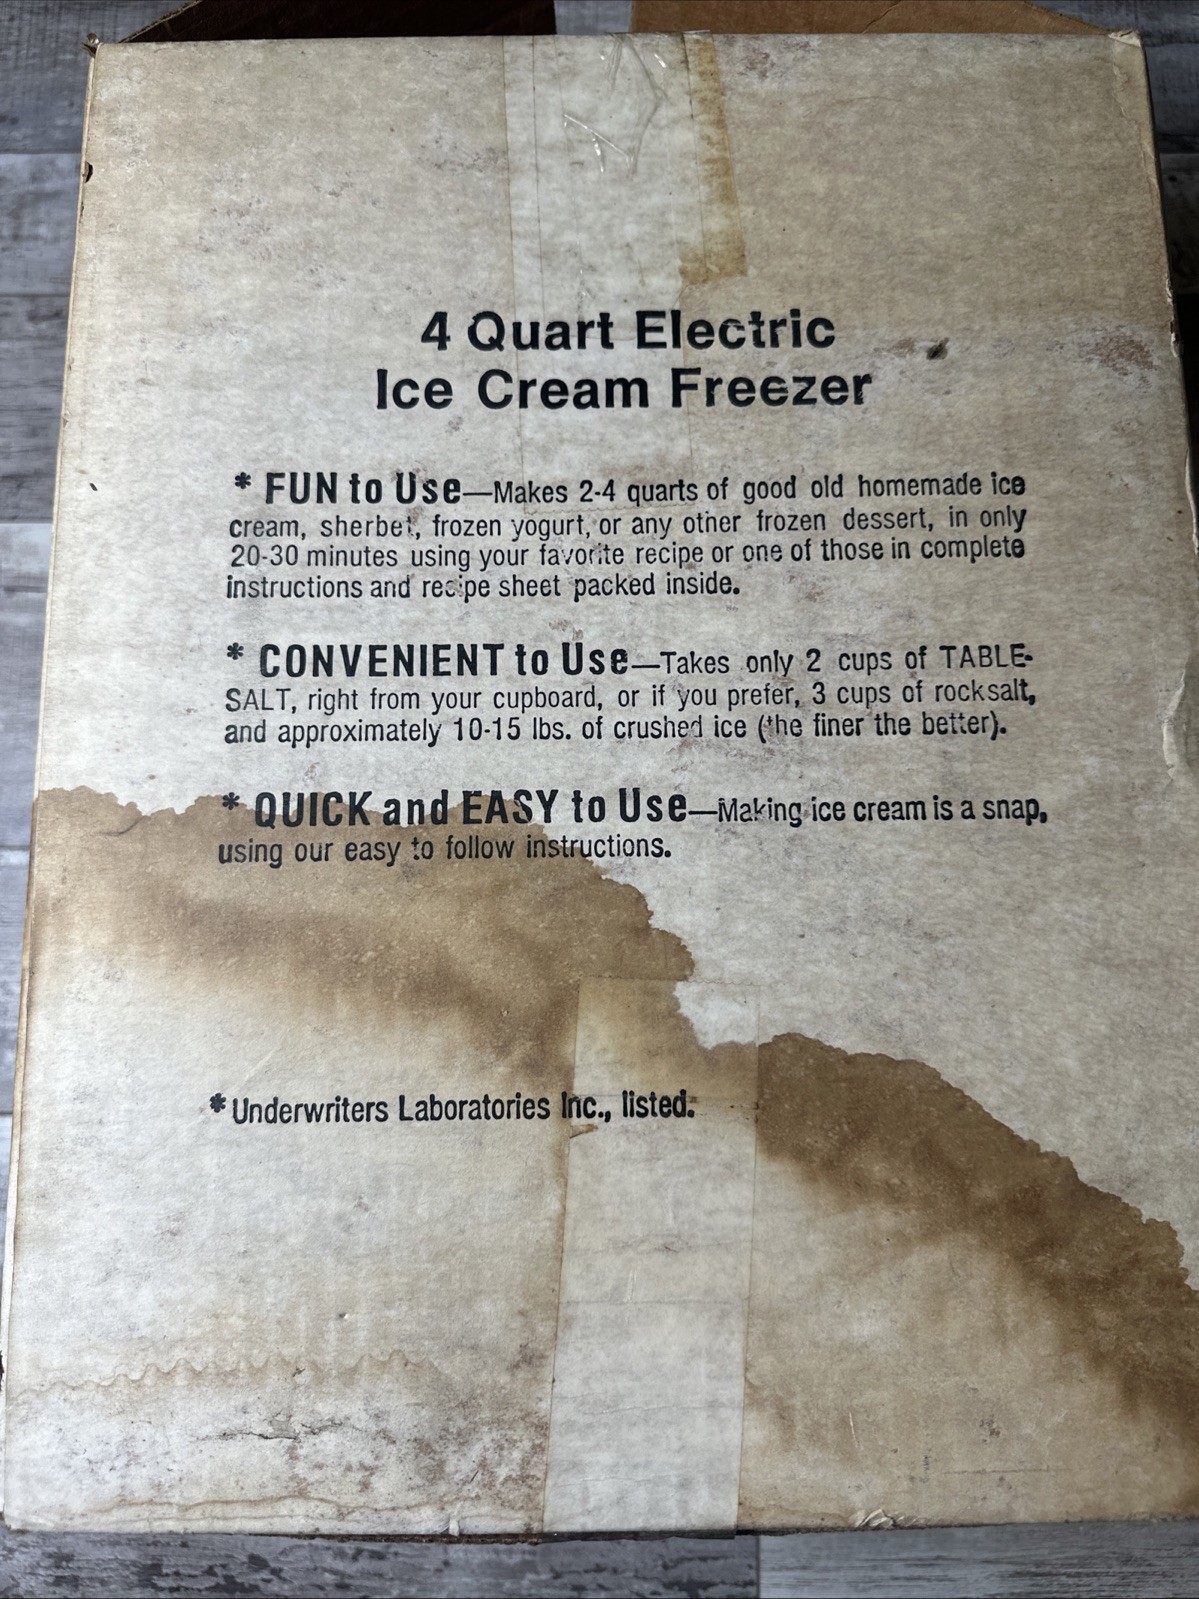 4 Quart Electric
Ice Cream Freezer
* FUN to Use—Makes 2-4 quarts of good old homemade ice
cream, sherbet, frozen yogurt, or any other frozen dessert, in only
20-30 minutes using your favorite recipe or one of those in complete
instructions and recipe sheet packed inside.
* CONVENIENT to Use—Takes only 2 cups of TABLE-
SALT, right from your cupboard, or if you prefer, 3 cups of rocksalt,
and approximately 10-15 lbs. of crushed ice (the finer the better).
* QUICK and EASY to Use—Making ice cream is a snap,
using our easy to follow instructions.
* Underwriters Laboratories Inc., listed.